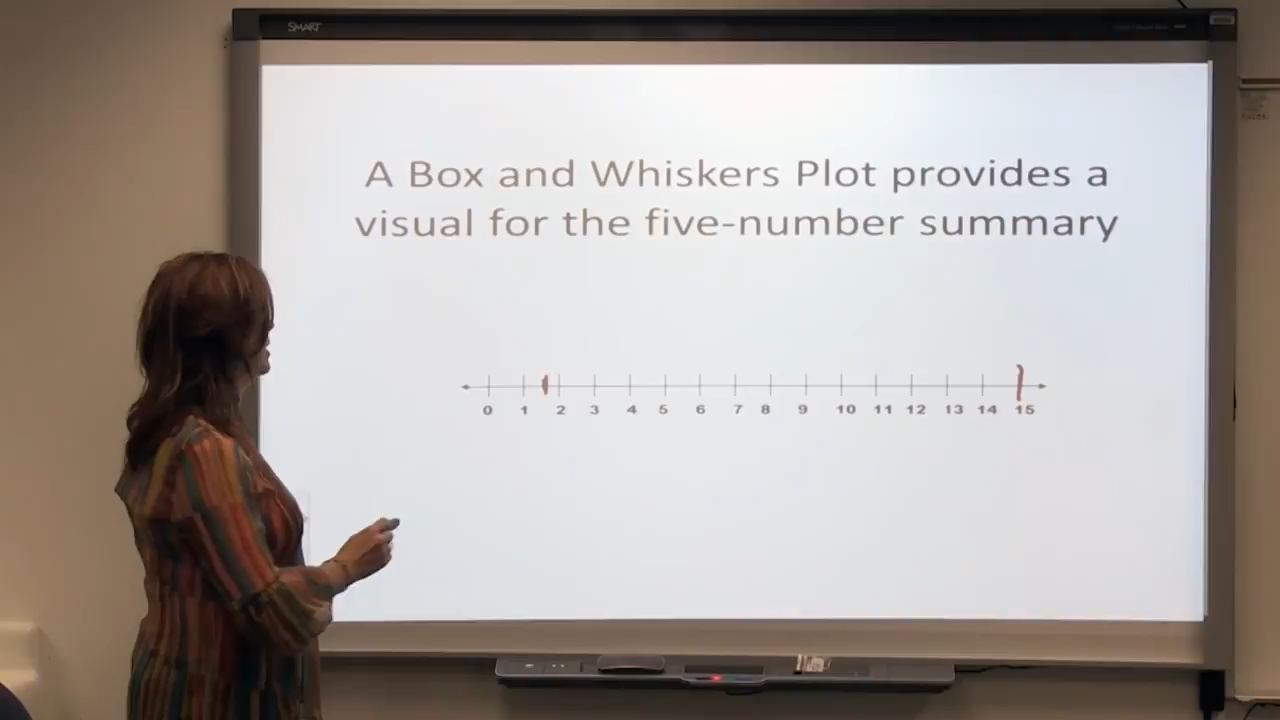 SMART
A Box and Whiskers Plot provides a
visual for the five-number summary
0 1 2 3 4 5 6 7 8 9 10 11 12 13 14 15